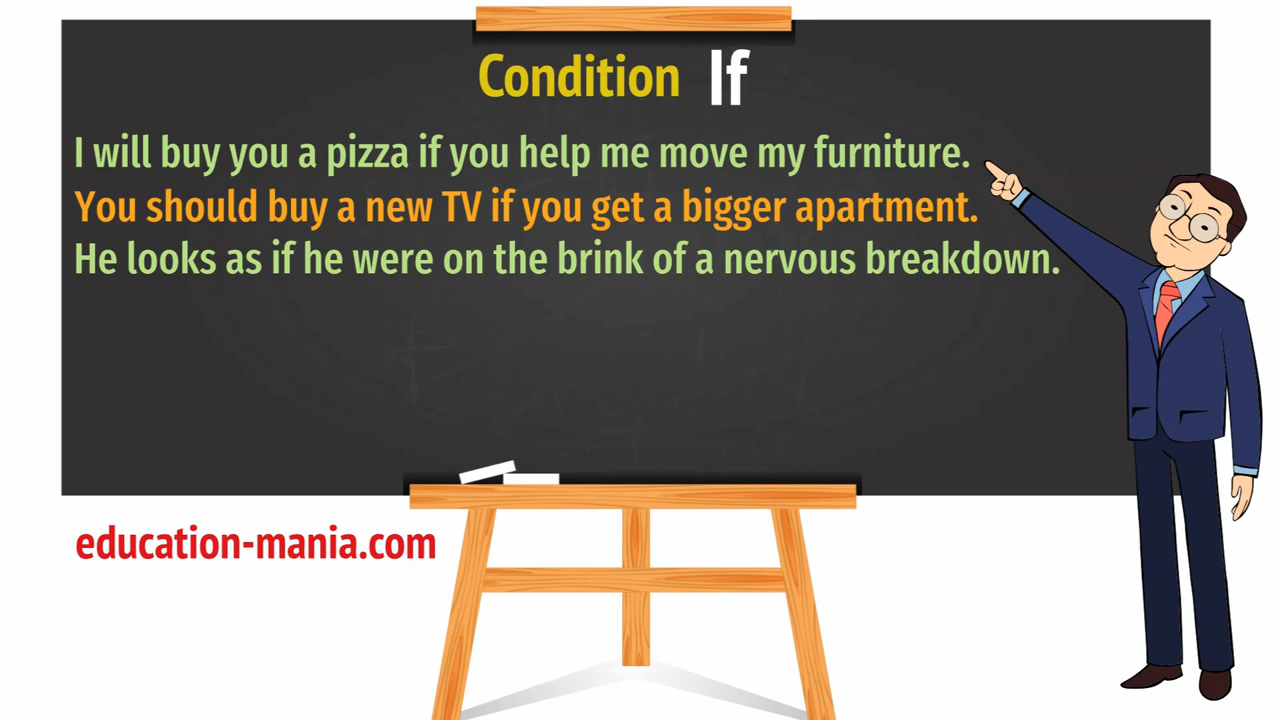 Condition If
I will buy you a pizza if you help me move my furniture.
You should buy a new TV if you get a bigger apartment.
He looks as if he were on the brink of a nervous breakdown.
education-mania.com